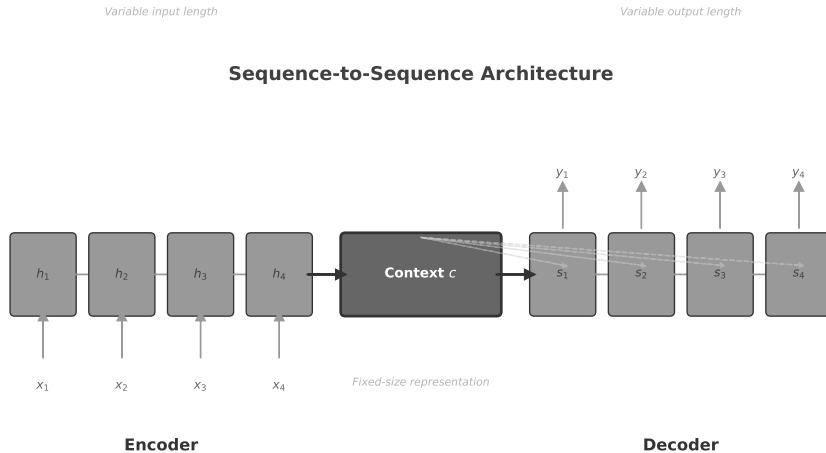 Variable input length
Variable output length
Sequence-to-Sequence Architecture
y₁ y₂ y₃ y₄
h₁ h₂ h₃ h₄ Context c s₁ s₂ s₃ s₄
x₁ x₂ x₃ x₄
Fixed-size representation
Encoder
Decoder